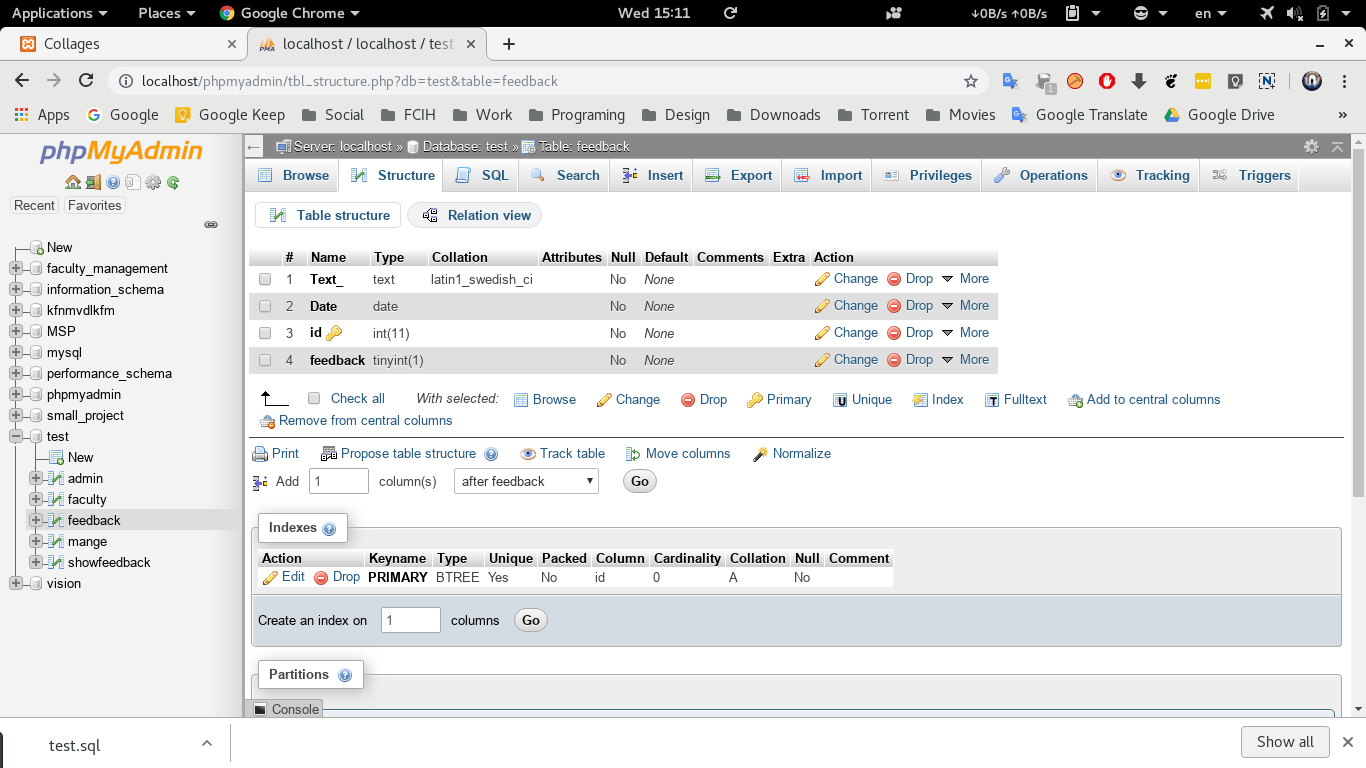 Applications Places Google Chrome Wed 15:11 ↓0B/s ↑0B/s en
Collages localhost / localhost / test
localhost/phpmyadmin/tbl_structure.php?db=test&table=feedback 1
Apps Google Google Keep Social FCIH Work Programing Design Downoads Torrent Movies Google Translate Google Drive »
phpMyAdmin
Recent Favorites
New
faculty_management
information_schema
kfnmvdlkfm
MSP
mysql
performance_schema
phpmyadmin
small_project
test
New
admin
faculty
feedback
mange
showfeedback
vision
Server: localhost » Database: test » Table: feedback
Browse Structure SQL Search Insert Export Import Privileges Operations Tracking Triggers
Table structure Relation view
# Name Type Collation Attributes Null Default Comments Extra Action
1 Text_ text latin1_swedish_ci No None Change Drop More
2 Date date No None Change Drop More
3 id int(11) No None Change Drop More
4 feedback tinyint(1) No None Change Drop More
Check all With selected: Browse Change Drop Primary Unique Index Fulltext Add to central columns
Remove from central columns
Print Propose table structure Track table Move columns Normalize
Add 1 column(s) after feedback Go
Indexes
Action Keyname Type Unique Packed Column Cardinality Collation Null Comment
Edit Drop PRIMARY BTREE Yes No id 0 A No
Create an index on 1 columns Go
Partitions
Console
test.sql Show all